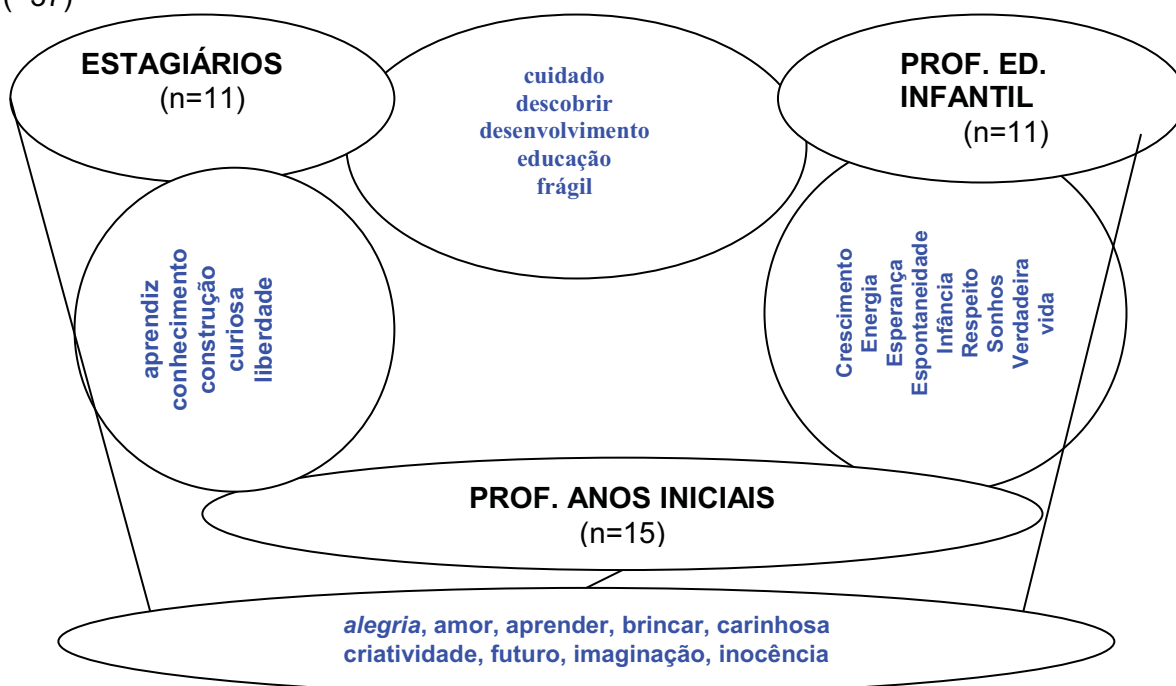 ESTAGIÁRIOS
(n=11)
cuidado
descobrir
desenvolvimento
educação
frágil
PROF. ED.
INFANTIL
(n=11)
aprendiz
conhecimento
construção
curiosa
liberdade
Crescimento
Energia
Esperança
Espontaneidade
Infância
Respeito
Sonhos
Verdadeira
vida
PROF. ANOS INICIAIS
(n=15)
alegria, amor, aprender, brincar, carinhosa
criatividade, futuro, imaginação, inocência